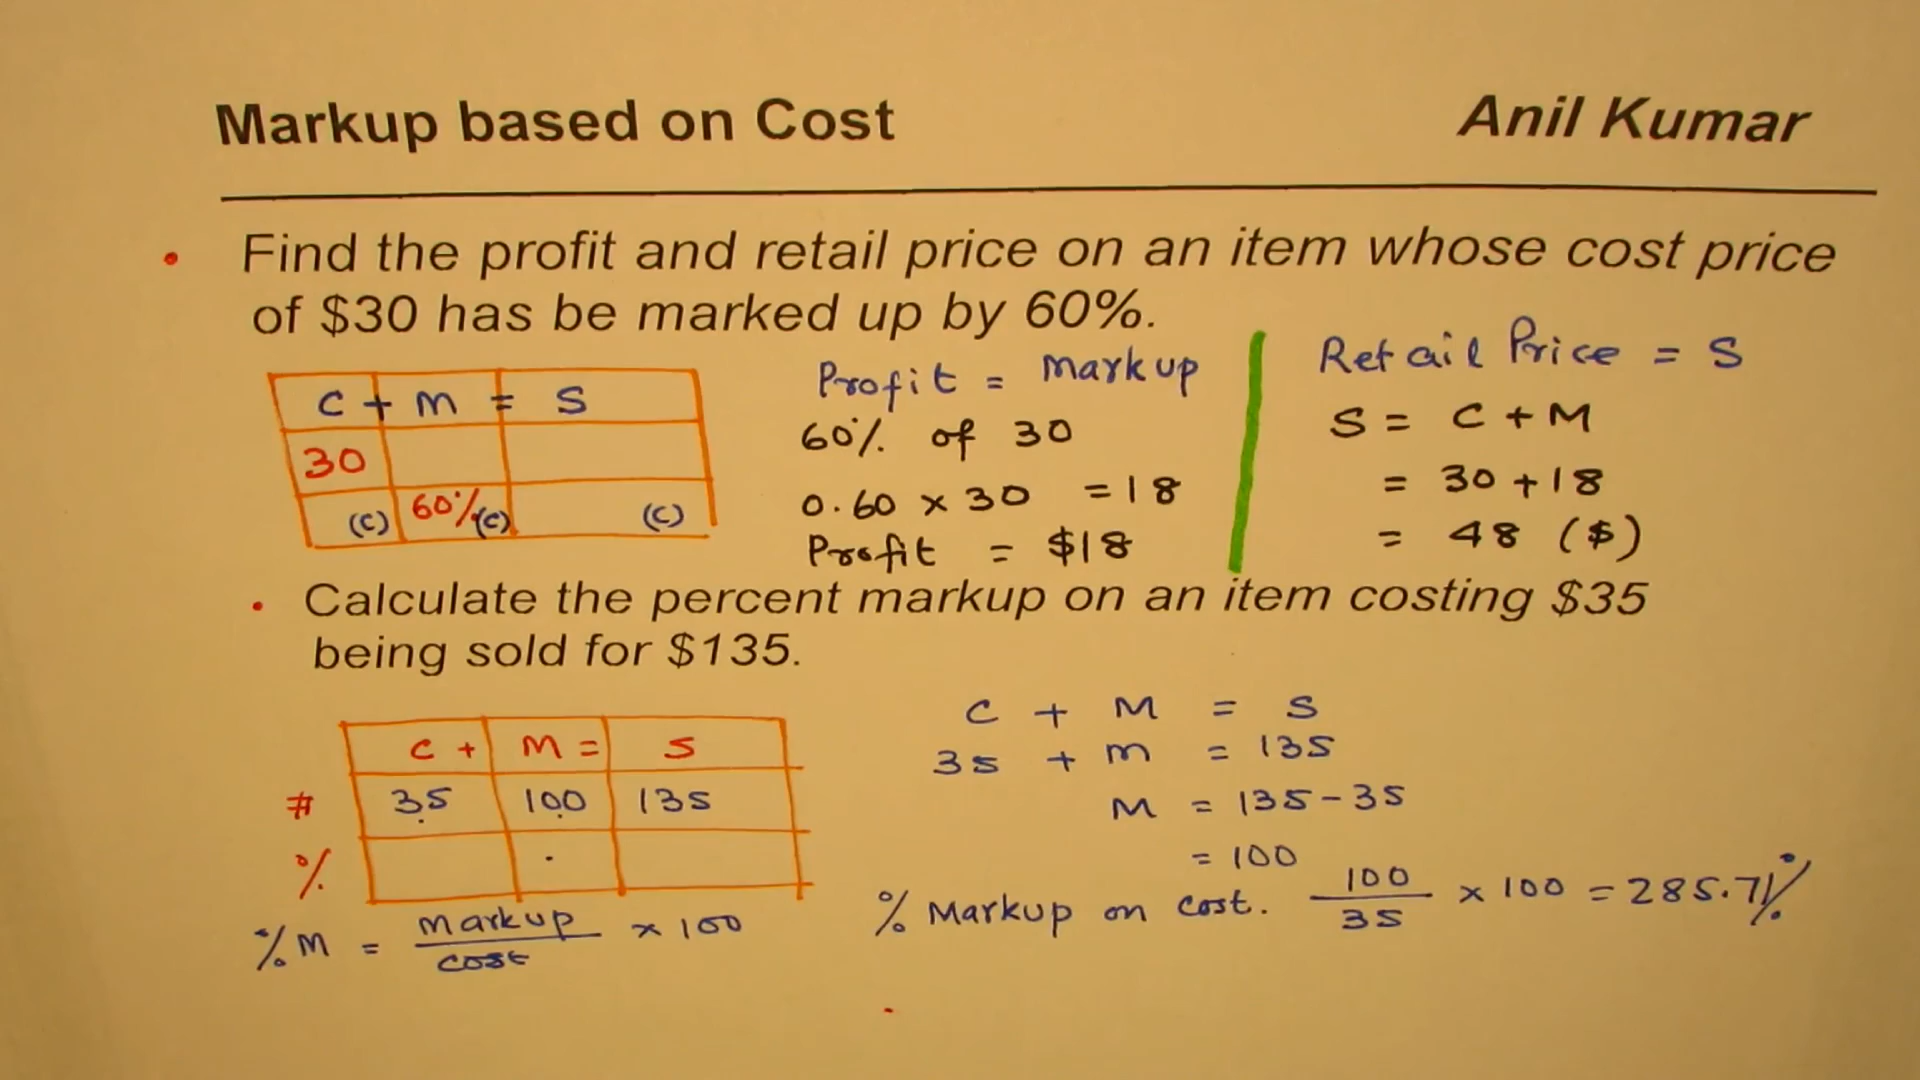 Markup based on Cost
Anil Kumar
• Find the profit and retail price on an item whose cost price
of $30 has be marked up by 60%.
C + M = S
30
(C) 60% (C) (C)
Profit = Markup
60% of 30
0.60 × 30 = 18
Profit = $18
Retail Price = S
S = C + M
= 30 + 18
= 48 ($)
• Calculate the percent markup on an item costing $35
being sold for $135.
C + M = S
# 35 100 135
%
% M = markup / cost × 100
C + M = S
35 + m = 135
M = 135 - 35
= 100
% Markup on cost. 100 / 35 × 100 = 285.71%